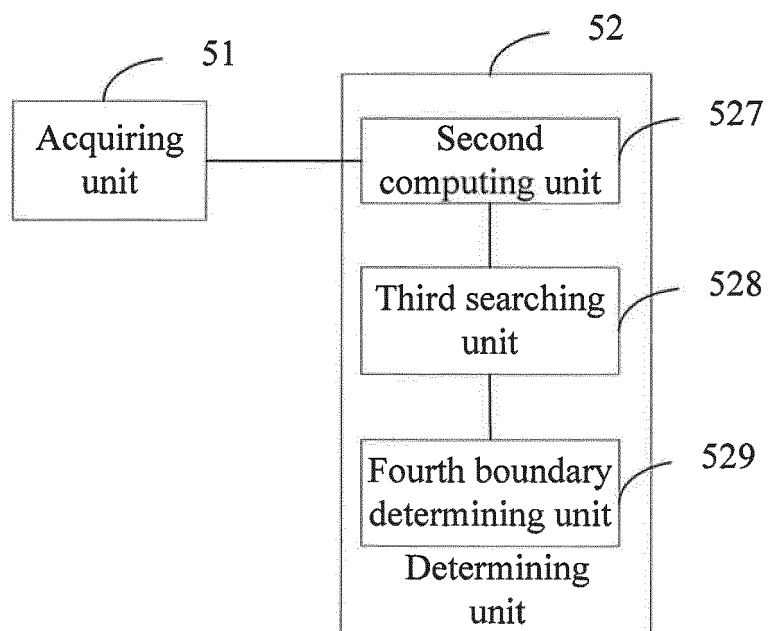 51
52
Acquiring
unit
Second
computing unit
527
Third searching
unit
528
Fourth boundary
determining unit
529
Determining
unit